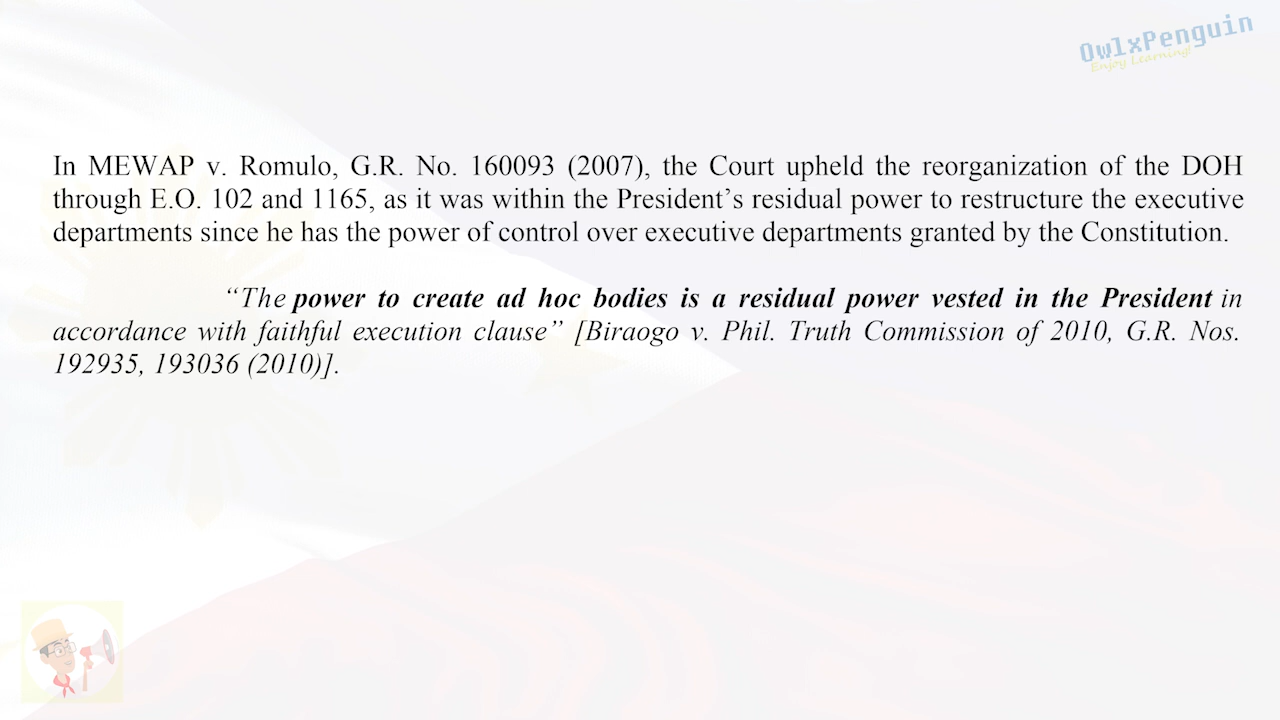 OwlxPenguin
Enjoy Learning!
In MEWAP v. Romulo, G.R. No. 160093 (2007), the Court upheld the reorganization of the DOH
through E.O. 102 and 1165, as it was within the President’s residual power to restructure the executive
departments since he has the power of control over executive departments granted by the Constitution.
“The power to create ad hoc bodies is a residual power vested in the President in
accordance with faithful execution clause” [Biraogo v. Phil. Truth Commission of 2010, G.R. Nos.
192935, 193036 (2010)].